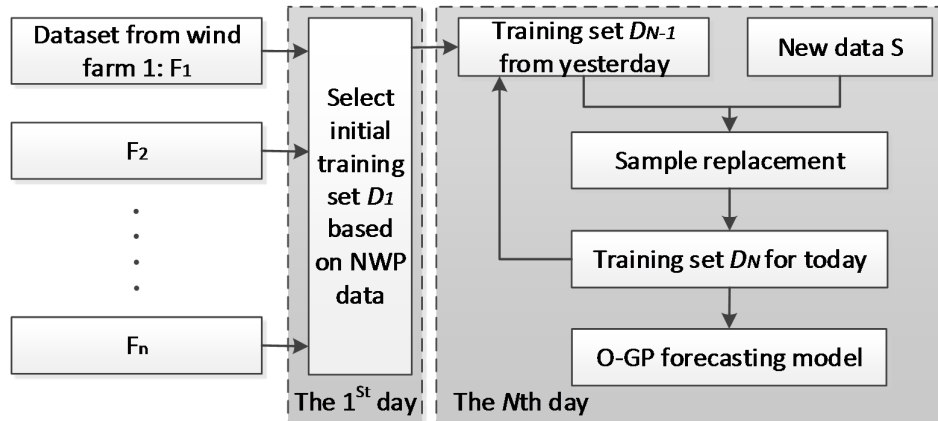 Dataset from wind
farm 1: F1
F2
Fn
Select
initial
training
set D1
based
on NWP
data
The 1St day
Training set DN-1
from yesterday
New data S
Sample replacement
Training set DN for today
O-GP forecasting model
The Nth day